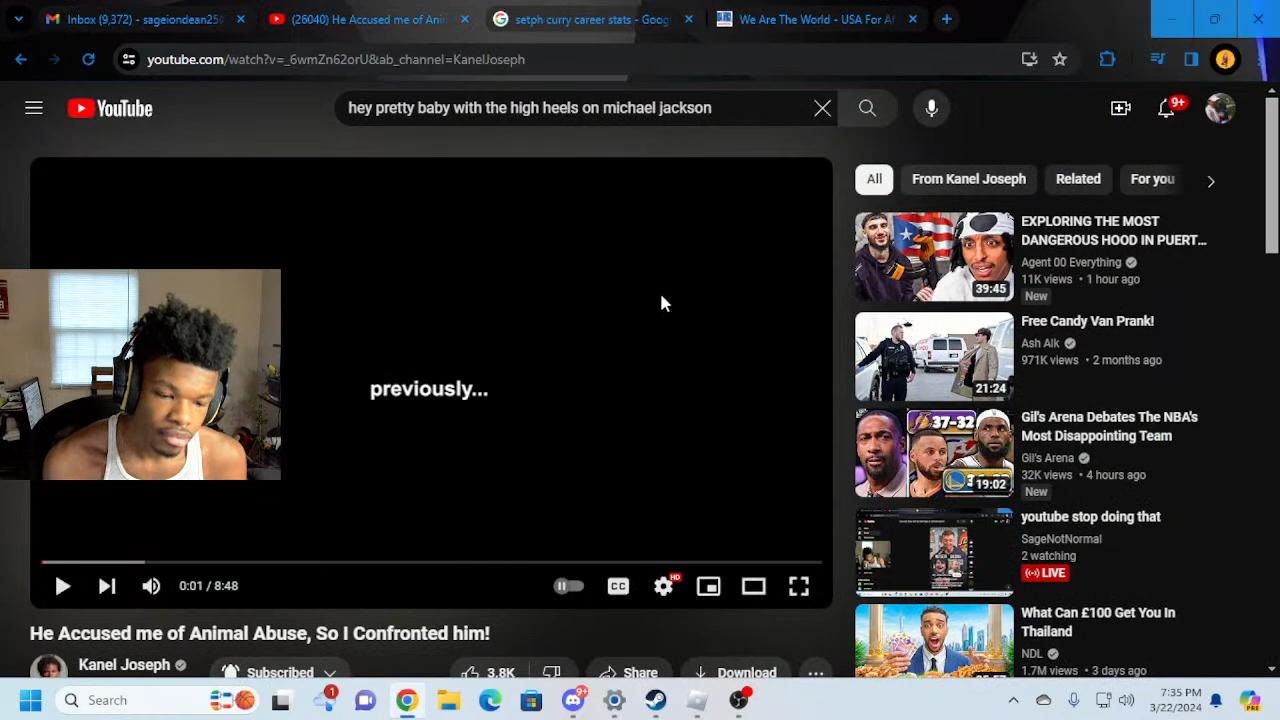 Inbox (9,372) - sageiondean256
(26040) He Accused me of Anim
setph curry career stats - Goog
We Are The World - USA For Af
youtube.com/watch?v=_6wmZn62orU&ab_channel=KanelJoseph
YouTube
hey pretty baby with the high heels on michael jackson
9+
All
From Kanel Joseph
Related
For you
previously...
EXPLORING THE MOST
DANGEROUS HOOD IN PUERT...
Agent 00 Everything
11K views • 1 hour ago
New
39:45
Free Candy Van Prank!
Ash Alk
971K views • 2 months ago
21:24
37-32
Gil's Arena Debates The NBA's
Most Disappointing Team
Gil's Arena
32K views • 4 hours ago
New
19:02
youtube stop doing that
SageNotNormal
2 watching
LIVE
What Can £100 Get You In
Thailand
NDL
1.7M views • 3 days ago
0:01 / 8:48
CC
HD
He Accused me of Animal Abuse, So I Confronted him!
Kanel Joseph
Subscribed
3.8K
Share
Download
Search
1
9+
7:35 PM
3/22/2024
PRE